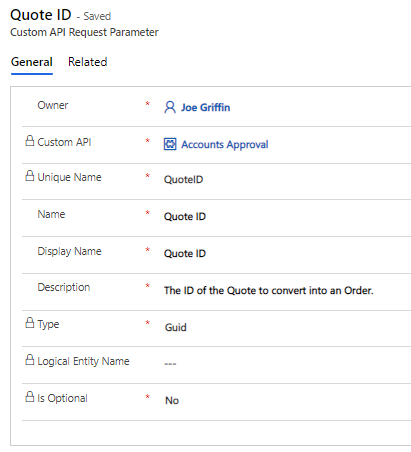 Quote ID - Saved
Custom API Request Parameter
General Related
Owner * Joe Griffin
Custom API * Accounts Approval
Unique Name * QuoteID
Name * Quote ID
Display Name * Quote ID
Description * The ID of the Quote to convert into an Order.
Type * Guid
Logical Entity Name ---
Is Optional * No